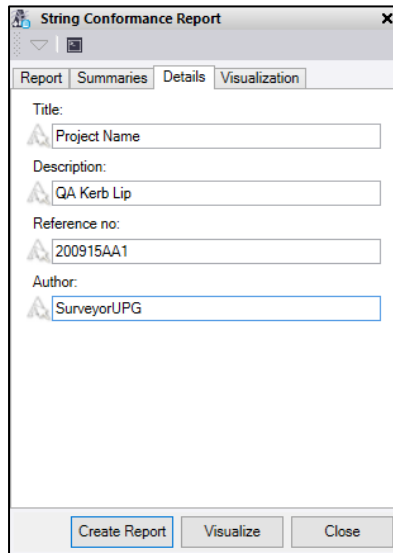 String Conformance Report
Report Summaries Details Visualization
Title:
Project Name
Description:
QA Kerb Lip
Reference no:
200915AA1
Author:
SurveyorUPG
Create Report Visualize Close